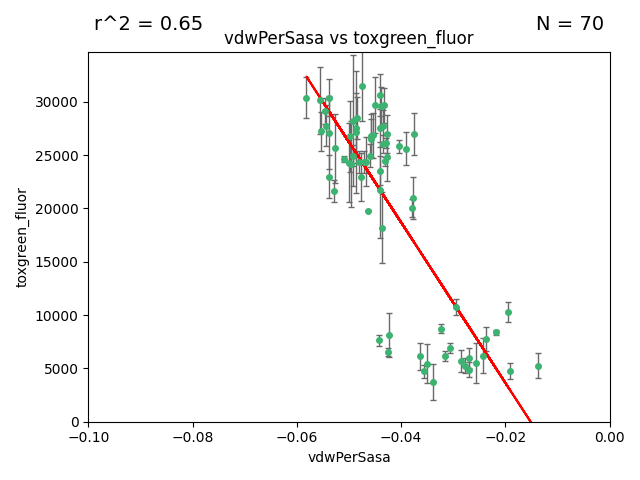 r^2 = 0.65
N = 70
vdwPerSasa vs toxgreen_fluor
30000
25000
20000
15000
10000
5000
0
toxgreen_fluor
−0.10
−0.08
−0.06
−0.04
−0.02
0.00
vdwPerSasa